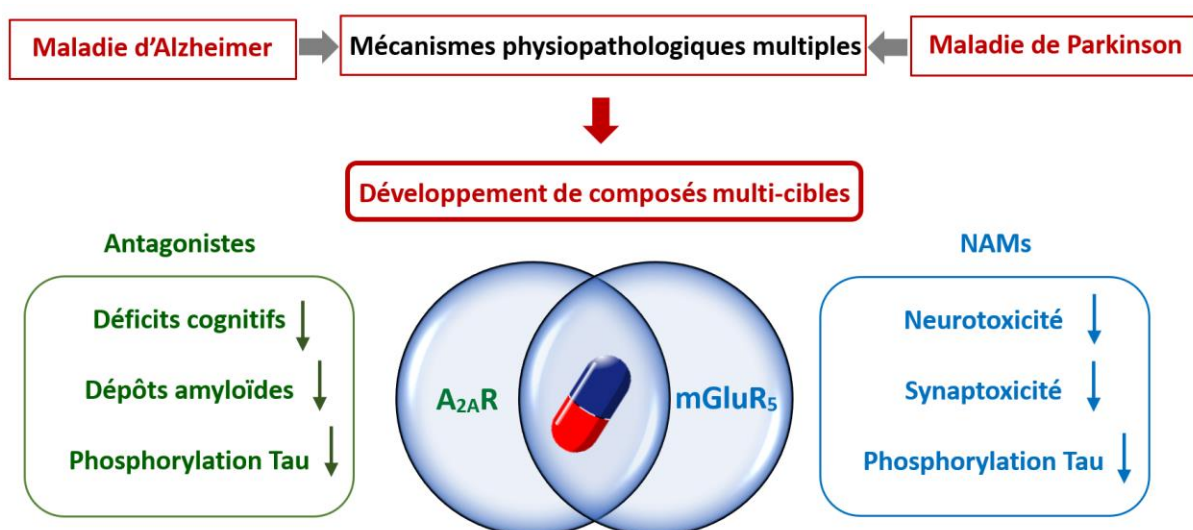 Maladie d'Alzheimer
Mécanismes physiopathologiques multiples
Maladie de Parkinson
Développement de composés multi-cibles
Antagonistes
Déficits cognitifs
Dépôts amyloïdes
Phosphorylation Tau
A₂ₐR
mGluR₅
NAMs
Neurotoxicité
Synaptoxicité
Phosphorylation Tau